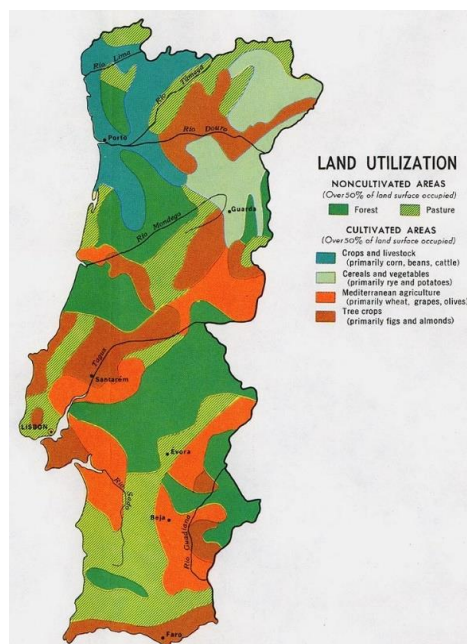 Rio Lima
Rio Tâmega
Porto
Rio Douro
Guarda
Rio Mondego
Tagus
Santarém
LISBON
Évora
Rio Sado
Beja
Rio Guadiana
Faro
LAND UTILIZATION
NONCULTIVATED AREAS
(Over 50% of land surface occupied)
Forest Pasture
CULTIVATED AREAS
(Over 50% of land surface occupied)
Crops and livestock
(primarily corn, beans, cattle)
Cereals and vegetables
(primarily rye and potatoes)
Mediterranean agriculture
(primarily wheat, grapes, olives)
Tree crops
(primarily figs and almonds)